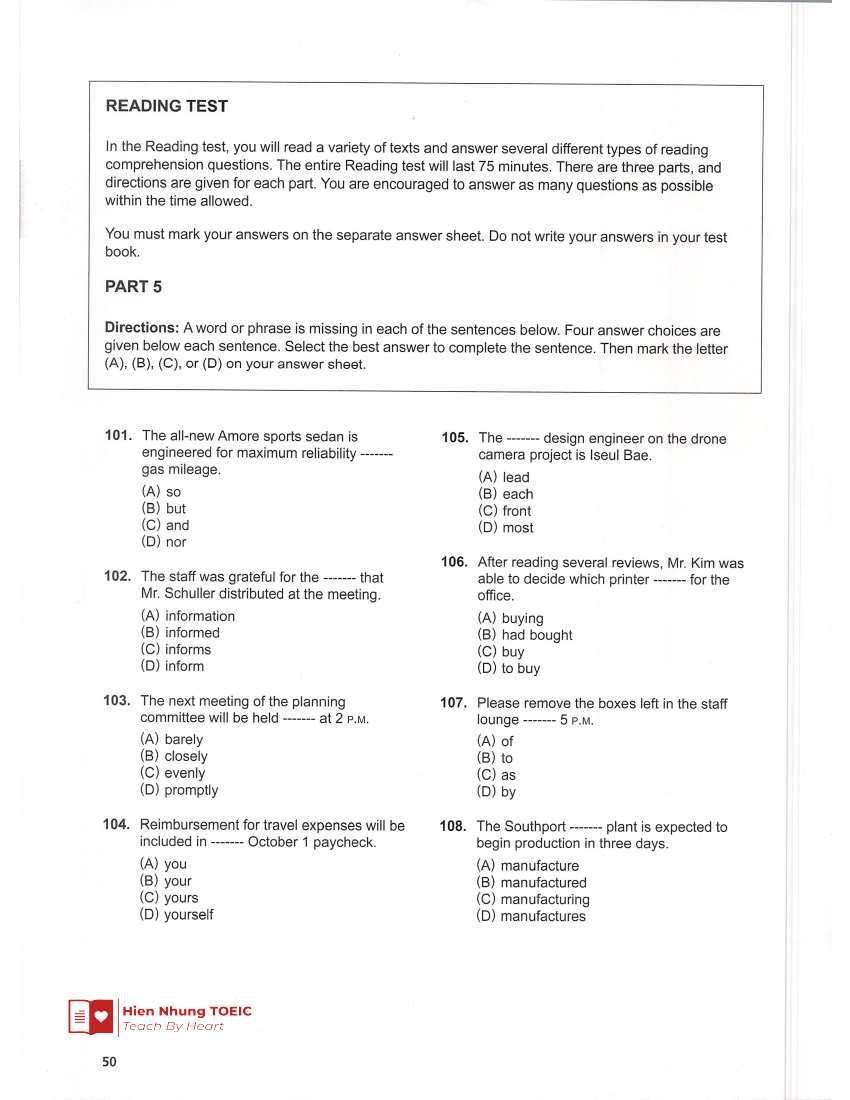 READING TEST
In the Reading test, you will read a variety of texts and answer several different types of reading
comprehension questions. The entire Reading test will last 75 minutes. There are three parts, and
directions are given for each part. You are encouraged to answer as many questions as possible
within the time allowed.
You must mark your answers on the separate answer sheet. Do not write your answers in your test
book.
PART 5
Directions: A word or phrase is missing in each of the sentences below. Four answer choices are
given below each sentence. Select the best answer to complete the sentence. Then mark the letter
(A), (B), (C), or (D) on your answer sheet.
101. The all-new Amore sports sedan is
engineered for maximum reliability -------
gas mileage.
(A) so
(B) but
(C) and
(D) nor
102. The staff was grateful for the ------- that
Mr. Schuller distributed at the meeting.
(A) information
(B) informed
(C) informs
(D) inform
103. The next meeting of the planning
committee will be held ------- at 2 P.M.
(A) barely
(B) closely
(C) evenly
(D) promptly
104. Reimbursement for travel expenses will be
included in ------- October 1 paycheck.
(A) you
(B) your
(C) yours
(D) yourself
105. The ------- design engineer on the drone
camera project is Iseul Bae.
(A) lead
(B) each
(C) front
(D) most
106. After reading several reviews, Mr. Kim was
able to decide which printer ------- for the
office.
(A) buying
(B) had bought
(C) buy
(D) to buy
107. Please remove the boxes left in the staff
lounge ------- 5 P.M.
(A) of
(B) to
(C) as
(D) by
108. The Southport ------- plant is expected to
begin production in three days.
(A) manufacture
(B) manufactured
(C) manufacturing
(D) manufactures
Hien Nhung TOEIC
Teach By Heart
50